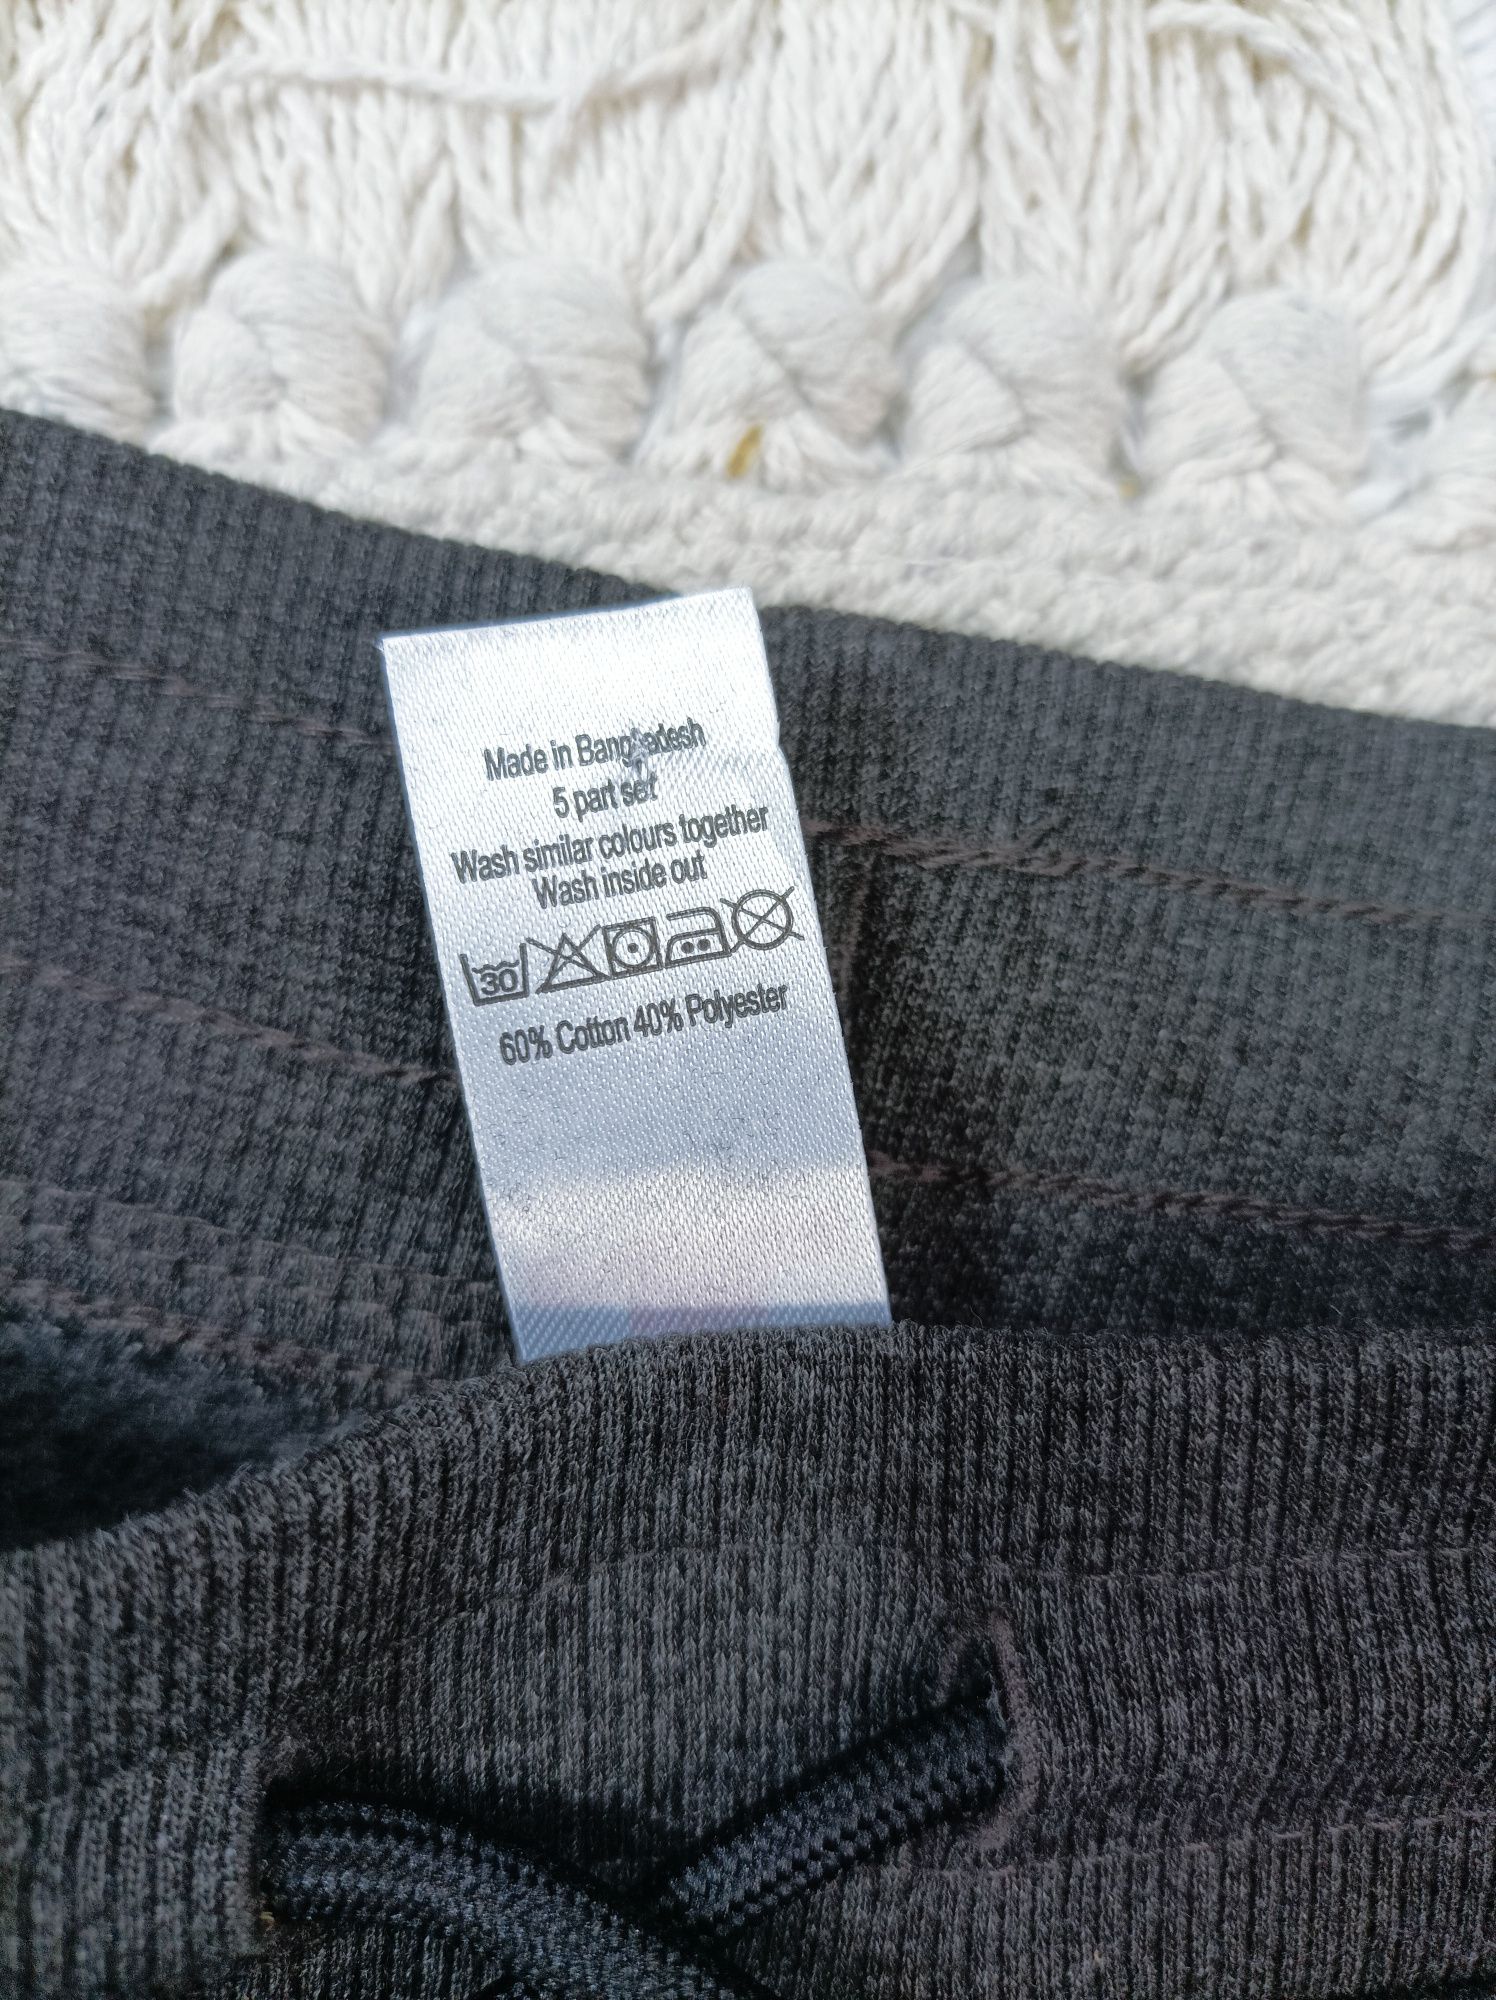 Made in Bangladesh
5 part set
Wash similar colours together
Wash inside out
30
60% Cotton 40% Polyester